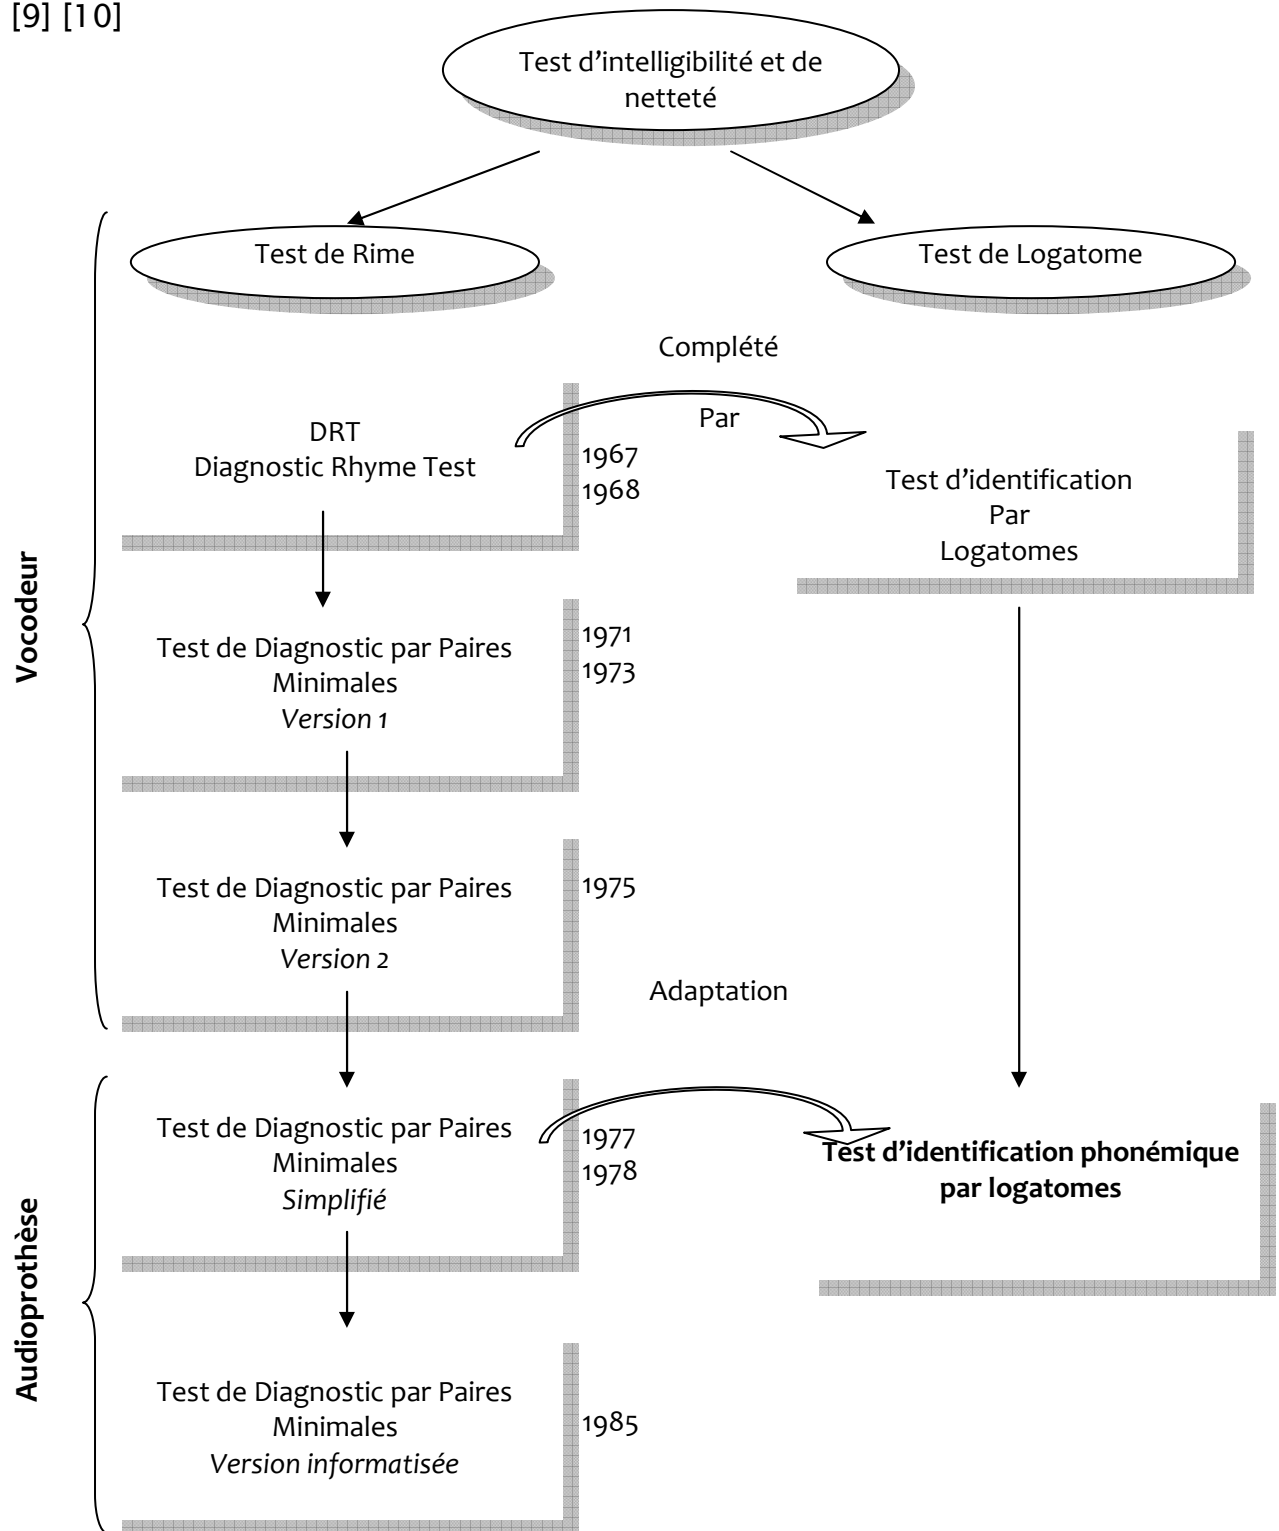 [9] [10]
Test d'intelligibilité et de
netteté
Test de Rime
Test de Logatome
Complété
Par
DRT
Diagnostic Rhyme Test
1967
1968
Test d'identification
Par
Logatomes
Vocodeur
Test de Diagnostic par Paires
Minimales
Version 1
1971
1973
Test de Diagnostic par Paires
Minimales
Version 2
1975
Adaptation
Audioprothèse
Test de Diagnostic par Paires
Minimales
Simplifié
1977
1978
Test d'identification phonémique
par logatomes
Test de Diagnostic par Paires
Minimales
Version informatisée
1985